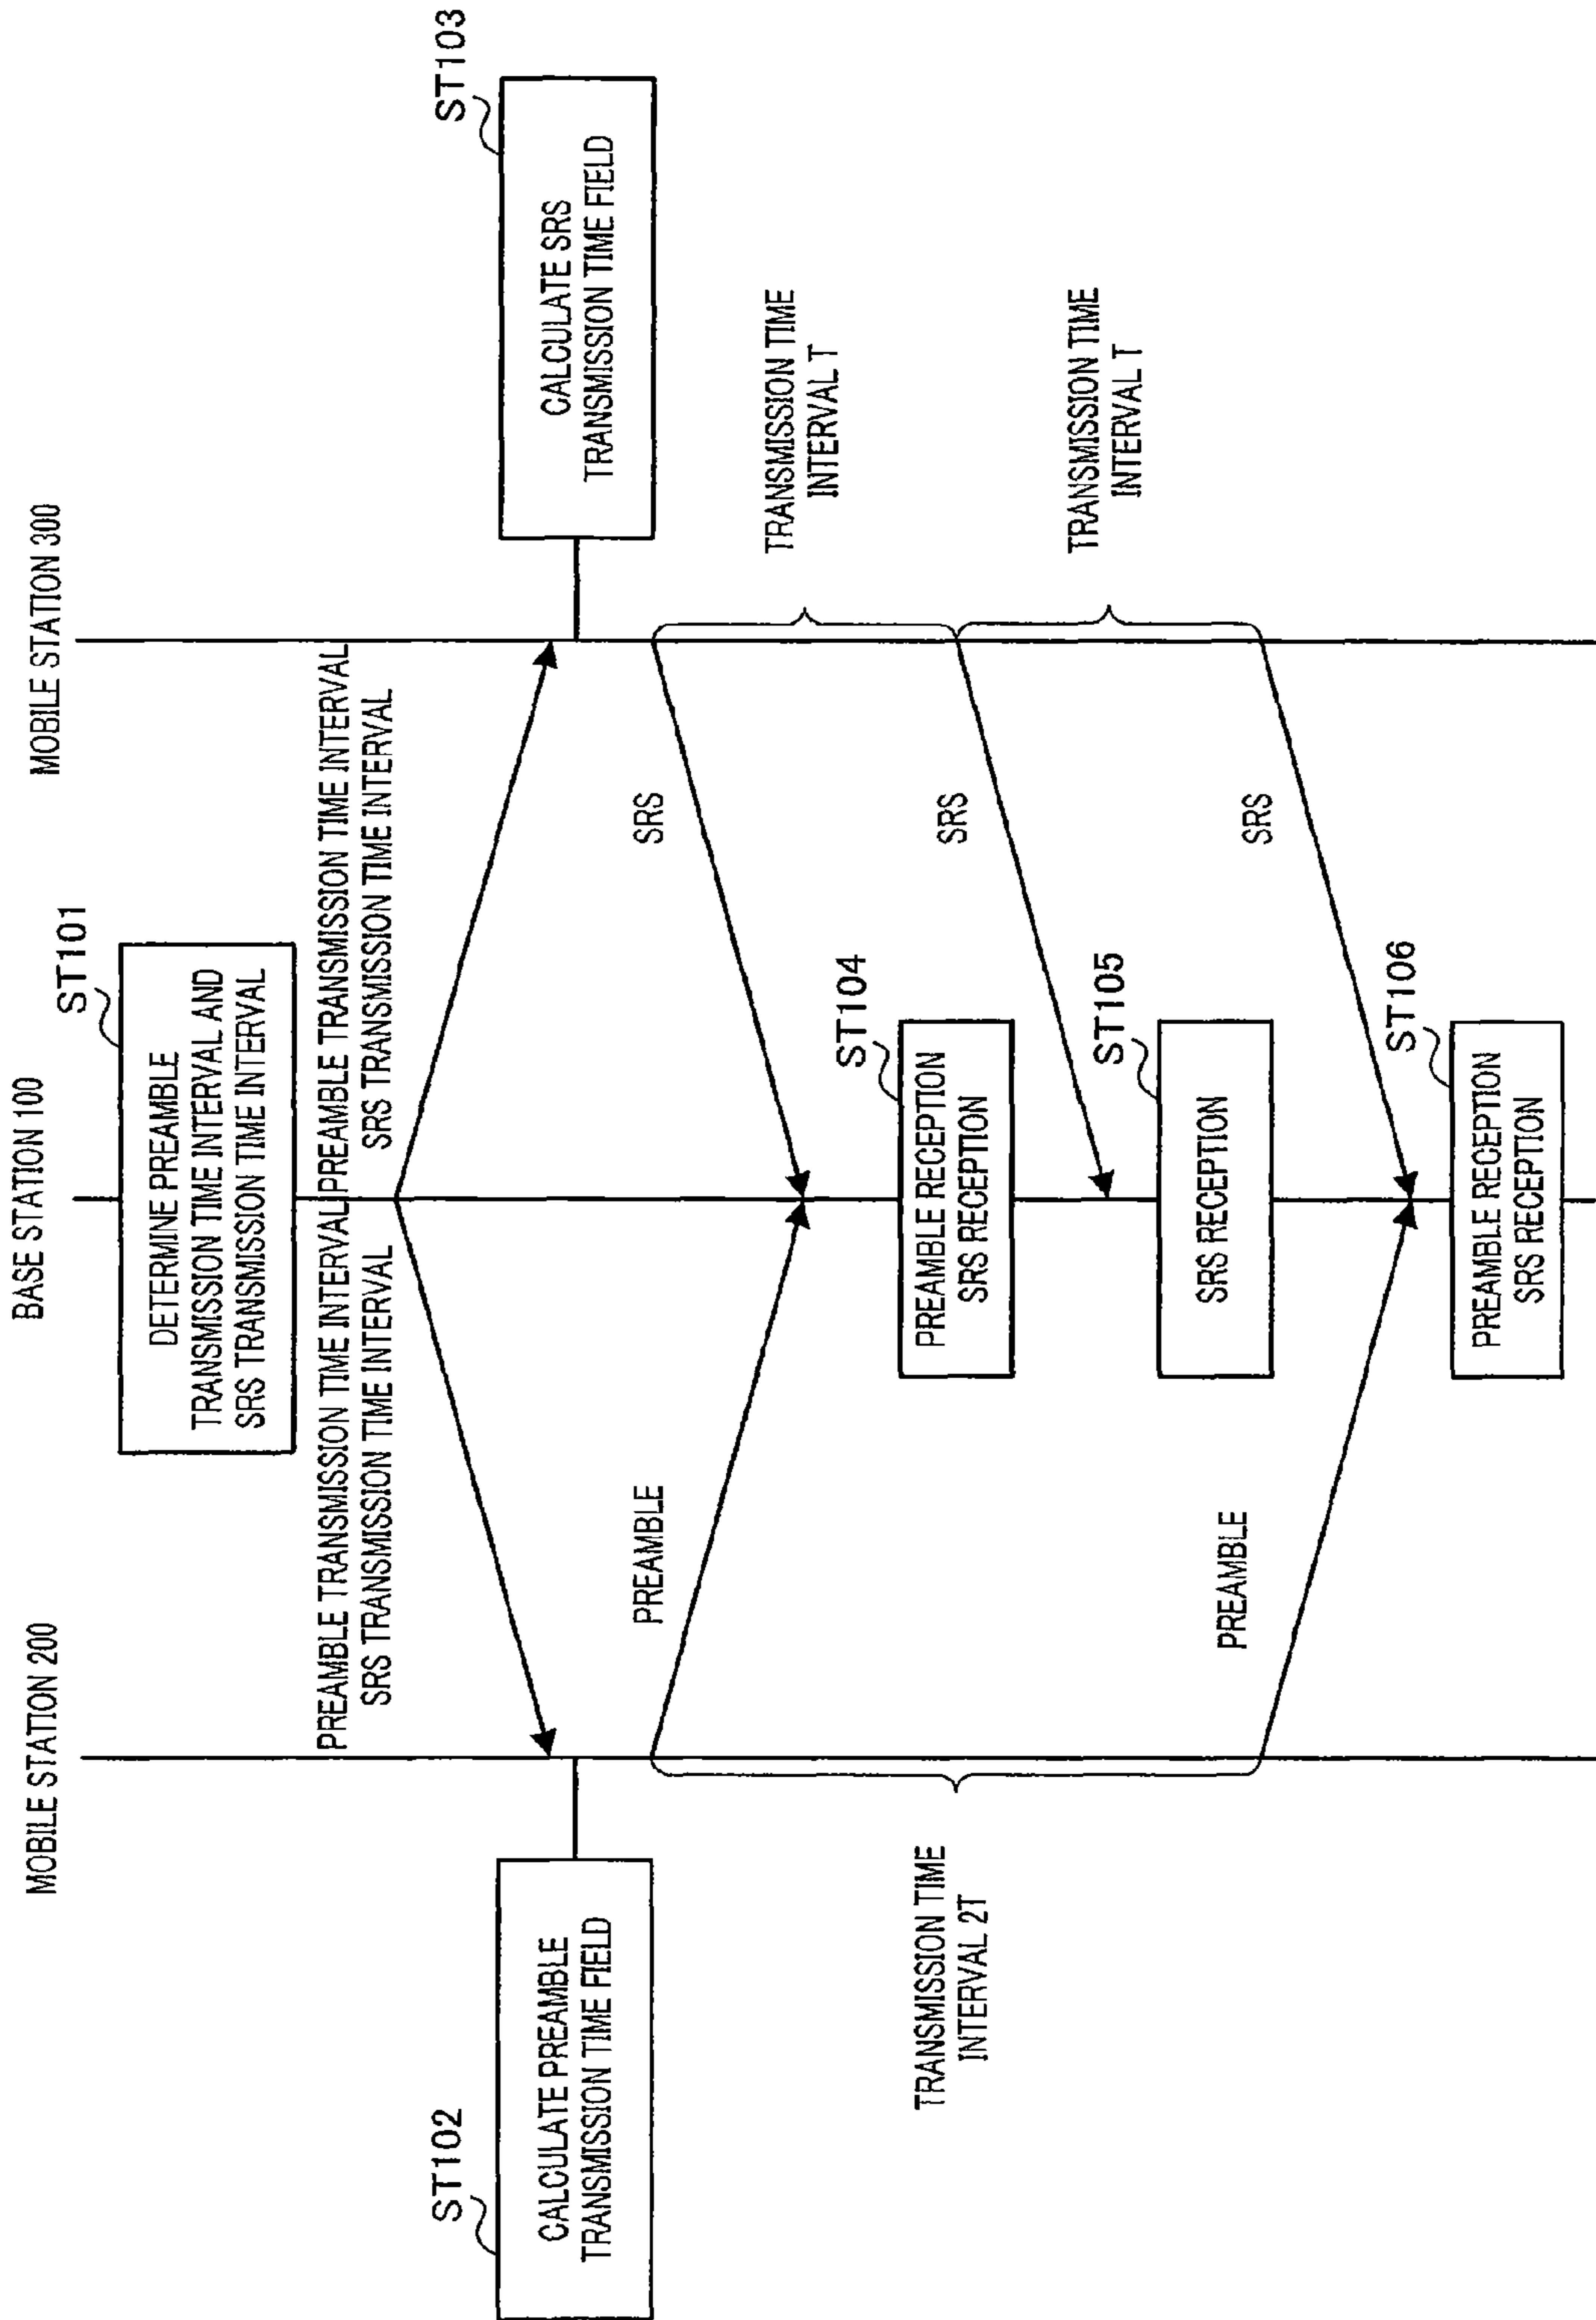 MOBILE STATION 200
BASE STATION 100
MOBILE STATION 300
ST101
DETERMINE PREAMBLE
TRANSMISSION TIME INTERVAL AND
SRS TRANSMISSION TIME INTERVAL
PREAMBLE TRANSMISSION TIME INTERVAL
SRS TRANSMISSION TIME INTERVAL
PREAMBLE TRANSMISSION TIME INTERVAL
SRS TRANSMISSION TIME INTERVAL
ST102
CALCULATE PREAMBLE
TRANSMISSION TIME FIELD
ST103
CALCULATE SRS
TRANSMISSION TIME FIELD
PREAMBLE
SRS
TRANSMISSION TIME
INTERVAL T
ST104
PREAMBLE RECEPTION
SRS RECEPTION
TRANSMISSION TIME
INTERVAL 2T
SRS
TRANSMISSION TIME
INTERVAL T
ST105
SRS RECEPTION
PREAMBLE
SRS
ST106
PREAMBLE RECEPTION
SRS RECEPTION